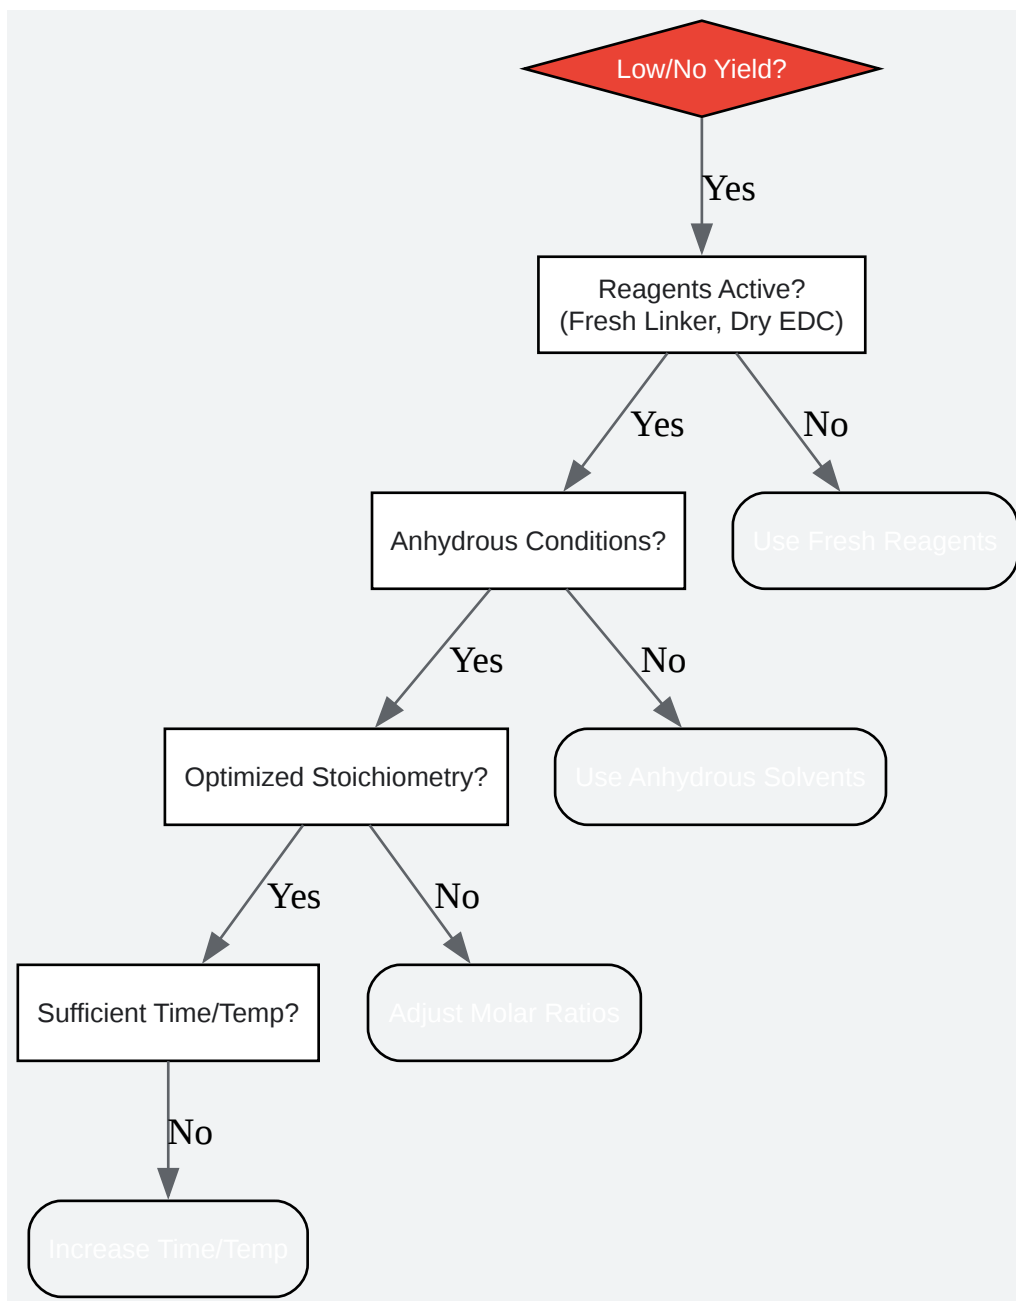 Low/No Yield?
Yes
Reagents Active?
(Fresh Linker, Dry EDC)
Yes
No
Anhydrous Conditions?
Use Fresh Reagents
Yes
No
Optimized Stoichiometry?
Use Anhydrous Solvents
Yes
No
Sufficient Time/Temp?
Adjust Molar Ratios
No
Increase Time/Temp